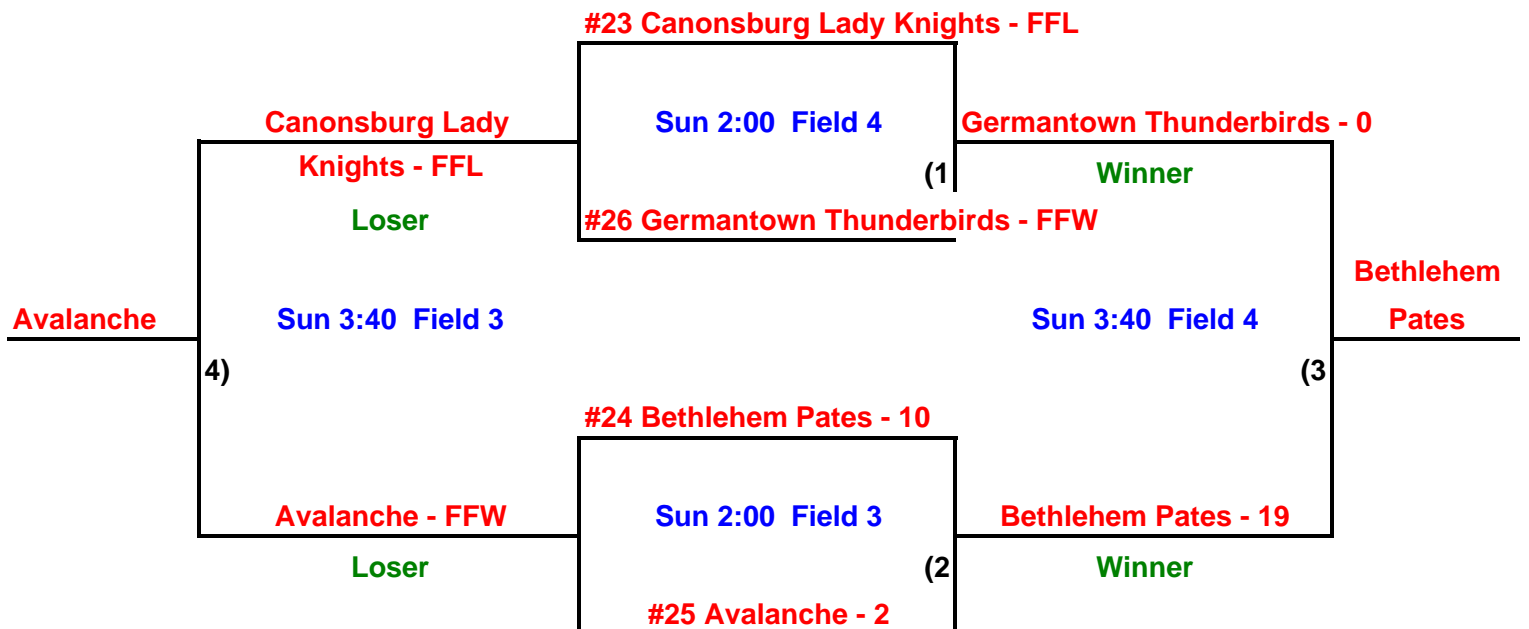 #23 Canonsburg Lady Knights - FFL
Canonsburg Lady
Sun 2:00 Field 4
Germantown Thunderbirds - 0
Knights - FFL
(1
Winner
Loser
#26 Germantown Thunderbirds - FFW
Bethlehem
Avalanche
Sun 3:40 Field 3
Sun 3:40 Field 4
Pates
4)
(3
#24 Bethlehem Pates - 10
Avalanche - FFW
Sun 2:00 Field 3
Bethlehem Pates - 19
Loser
(2
Winner
#25 Avalanche - 2